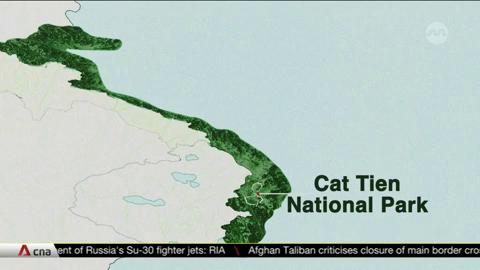 Cat Tien
National Park
cna
ent of Russia's Su-30 fighter jets: RIA \ Afghan Taliban criticises closure of main border cros